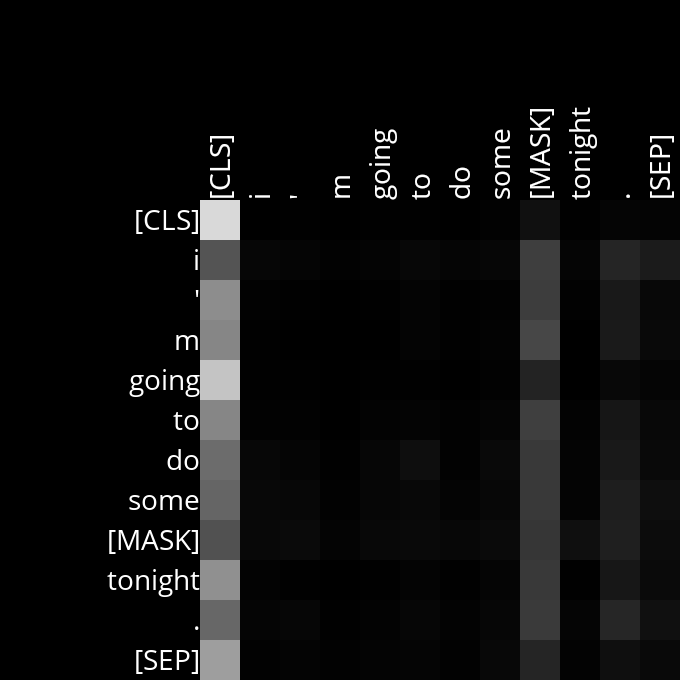 [CLS] i ' m going to do some [MASK] tonight . [SEP]
[CLS]
i
'
m
going
to
do
some
[MASK]
tonight
.
[SEP]